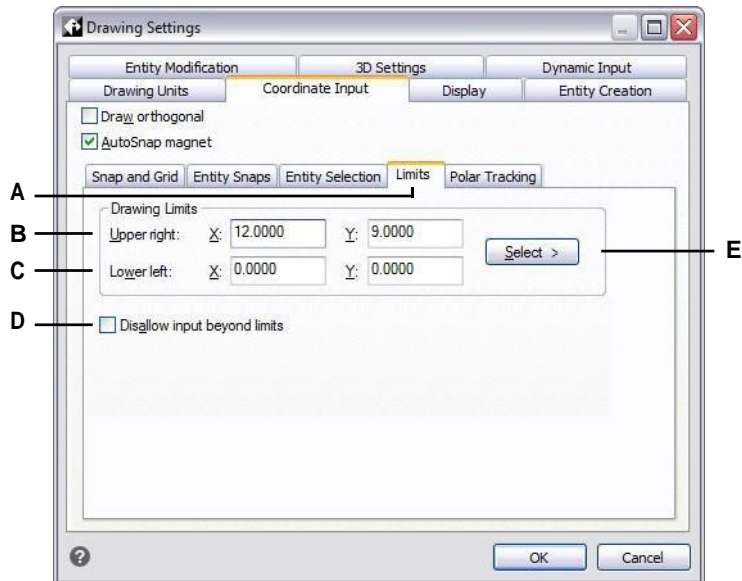 Drawing Settings
Entity Modification 3D Settings Dynamic Input
Drawing Units Coordinate Input Display Entity Creation
Draw orthogonal
AutoSnap magnet
Snap and Grid Entity Snaps Entity Selection Limits Polar Tracking
A
Drawing Limits
B Upper right: X: 12.0000 Y: 9.0000
Select > E
C Lower left: X: 0.0000 Y: 0.0000
D Disallow input beyond limits
? OK Cancel